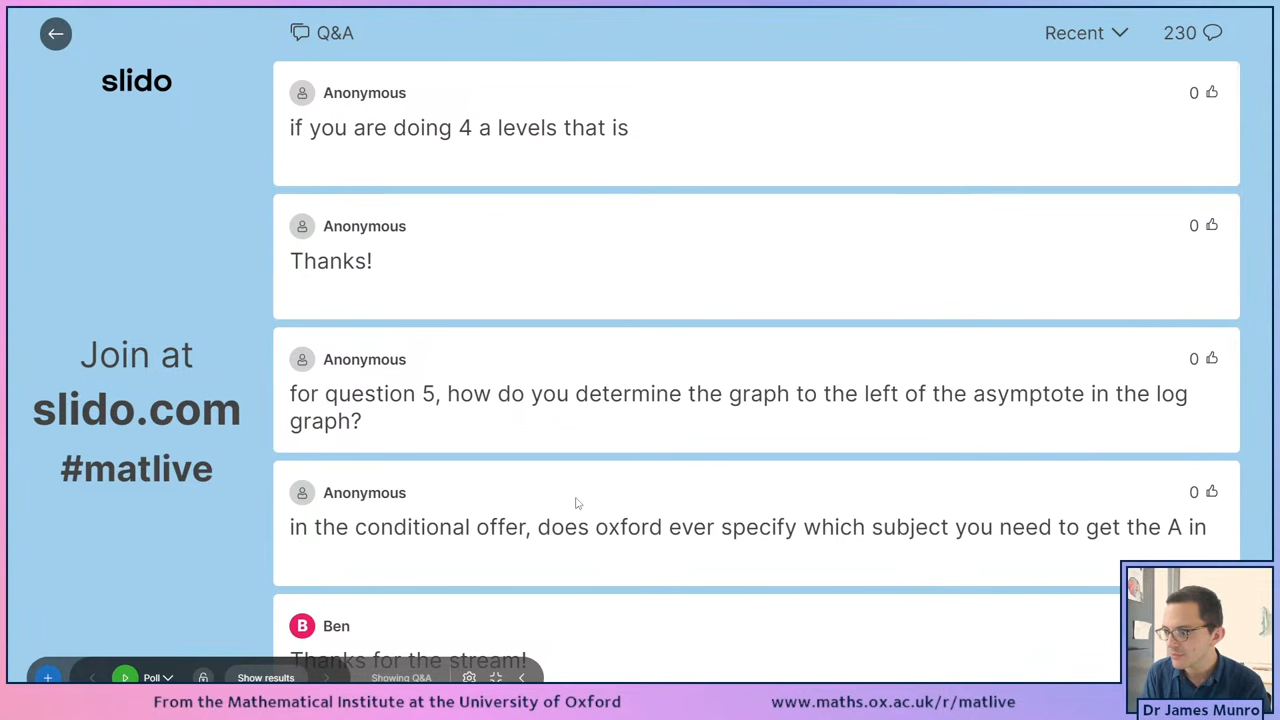 Q&A
Recent
230
slido
Anonymous
0
if you are doing 4 a levels that is
Anonymous
0
Thanks!
Anonymous
0
for question 5, how do you determine the graph to the left of the asymptote in the log
graph?
Join at
slido.com
#matlive
Anonymous
0
in the conditional offer, does oxford ever specify which subject you need to get the A in
B
Ben
Thanks for the stream!
Poll
Show results
Showing Q&A
From the Mathematical Institute at the University of Oxford
www.maths.ox.ac.uk/r/matlive
Dr James Munro